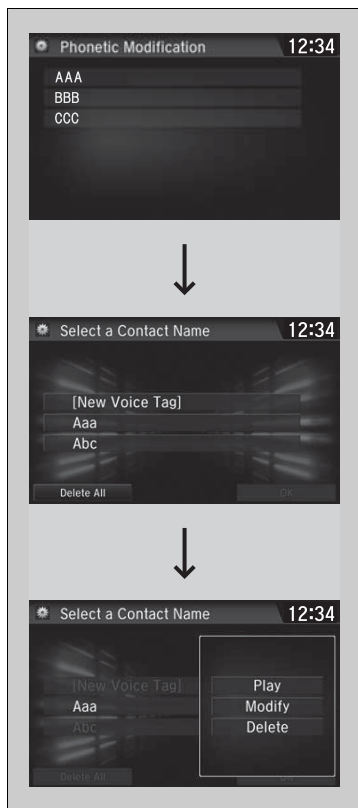 Phonetic Modification 12:34
AAA
BBB
CCC
Select a Contact Name 12:34
[New Voice Tag]
Aaa
Abc
Delete All OK
Select a Contact Name 12:34
[New Voice Tag] Play
Aaa Modify
Abc Delete
Delete All OK